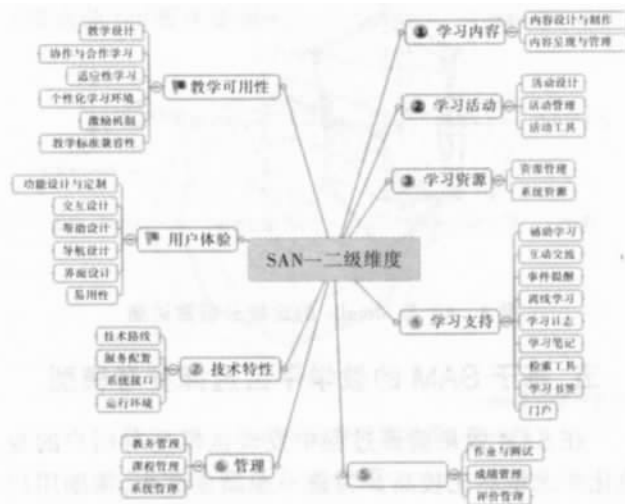 SAN—二级维度
① 学习内容
内容设计与制作
内容呈现与管理
② 学习活动
活动设计
活动管理
活动工具
③ 学习资源
资源管理
系统资源
④ 学习支持
辅助学习
互动交流
事件提醒
离线学习
学习日志
学习笔记
检索工具
学习书签
门户
⑤
作业与测试
成绩管理
评价管理
⑥ 管理
教务管理
课程管理
系统管理
⑦ 技术特性
技术路线
服务配置
系统接口
运行环境
用户体验
功能设计与定制
交互设计
帮助设计
导航设计
界面设计
易用性
教学可用性
教学设计
协作与合作学习
适应性学习
个性化学习环境
激励机制
教学标准兼容性